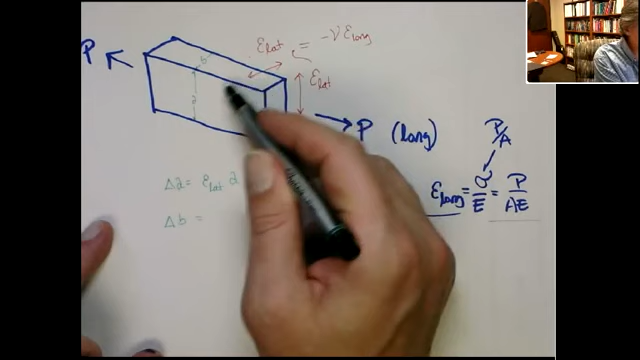 ε_lat = -ν ε_long
P
b
a
ε_lat
P (long)
P/A
ε_long = σ/E = P/AE
Δa = ε_lat a
Δb =